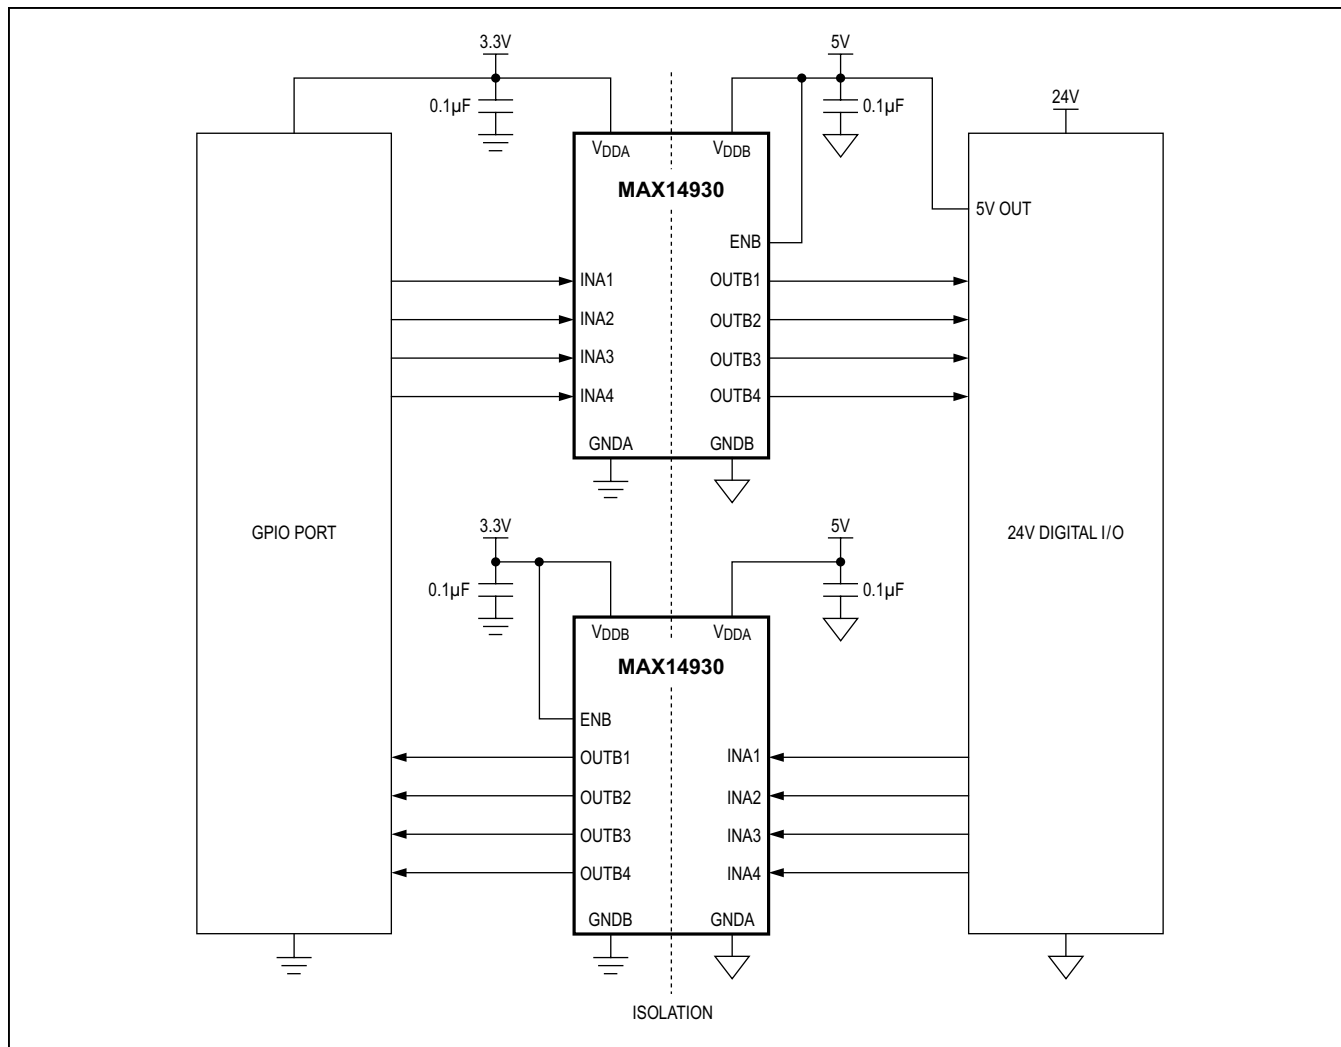 3.3V
5V
0.1µF
0.1µF
24V
VDDA
VDDB
MAX14930
5V OUT
ENB
INA1
OUTB1
INA2
OUTB2
INA3
OUTB3
INA4
OUTB4
GNDA
GNDB
GPIO PORT
3.3V
5V
24V DIGITAL I/O
0.1µF
0.1µF
VDDB
VDDA
MAX14930
ENB
OUTB1
INA1
OUTB2
INA2
OUTB3
INA3
OUTB4
INA4
GNDB
GNDA
ISOLATION